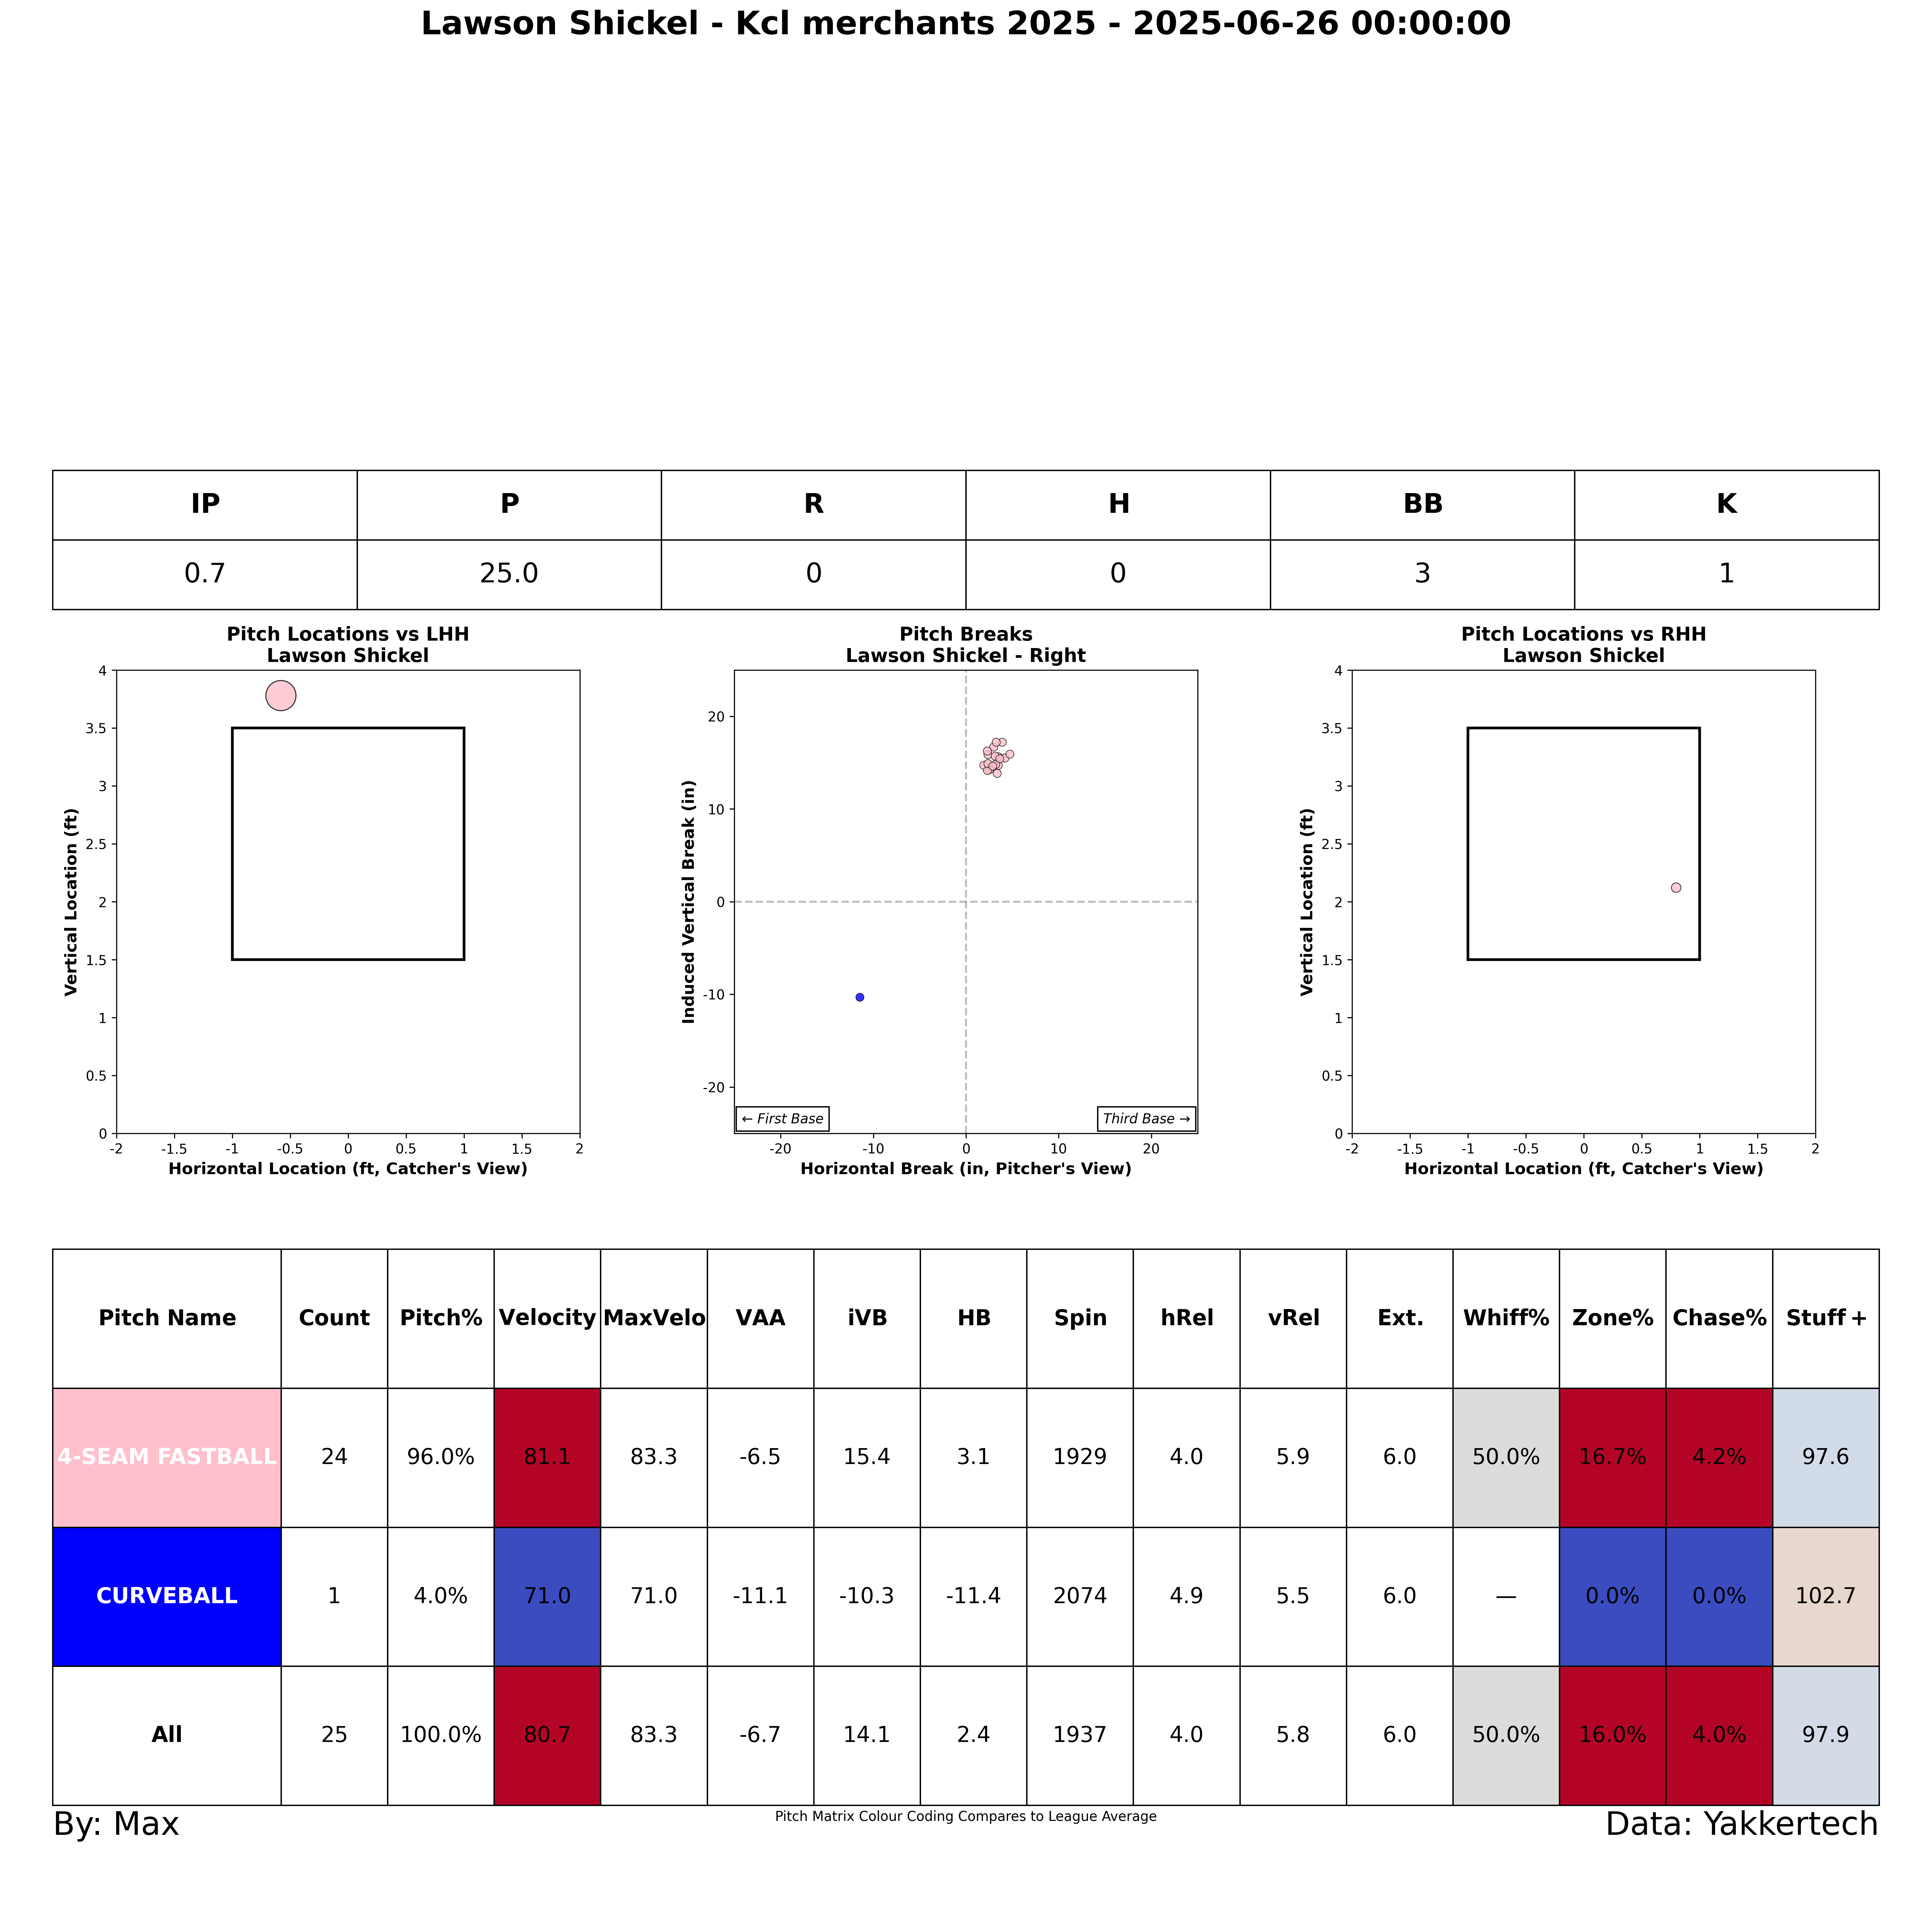 Lawson Shickel - Kcl merchants 2025 - 2025-06-26 00:00:00
IP P R H BB K
0.7 25.0 0 0 3 1
Pitch Locations vs LHH
Lawson Shickel
4
3.5
3
2.5
2
1.5
1
0.5
0
Vertical Location (ft)
-2 -1.5 -1 -0.5 0 0.5 1 1.5 2
Horizontal Location (ft, Catcher's View)
Pitch Breaks
Lawson Shickel - Right
20
10
0
-10
-20
Induced Vertical Break (in)
← First Base
Third Base →
-20 -10 0 10 20
Horizontal Break (in, Pitcher's View)
Pitch Locations vs RHH
Lawson Shickel
4
3.5
3
2.5
2
1.5
1
0.5
0
Vertical Location (ft)
-2 -1.5 -1 -0.5 0 0.5 1 1.5 2
Horizontal Location (ft, Catcher's View)
Pitch Name Count Pitch% Velocity MaxVelo VAA iVB HB Spin hRel vRel Ext. Whiff% Zone% Chase% Stuff+
4-SEAM FASTBALL 24 96.0% 81.1 83.3 -6.5 15.4 3.1 1929 4.0 5.9 6.0 50.0% 16.7% 4.2% 97.6
CURVEBALL 1 4.0% 71.0 71.0 -11.1 -10.3 -11.4 2074 4.9 5.5 6.0 — 0.0% 0.0% 102.7
All 25 100.0% 80.7 83.3 -6.7 14.1 2.4 1937 4.0 5.8 6.0 50.0% 16.0% 4.0% 97.9
By: Max
Pitch Matrix Colour Coding Compares to League Average
Data: Yakkertech